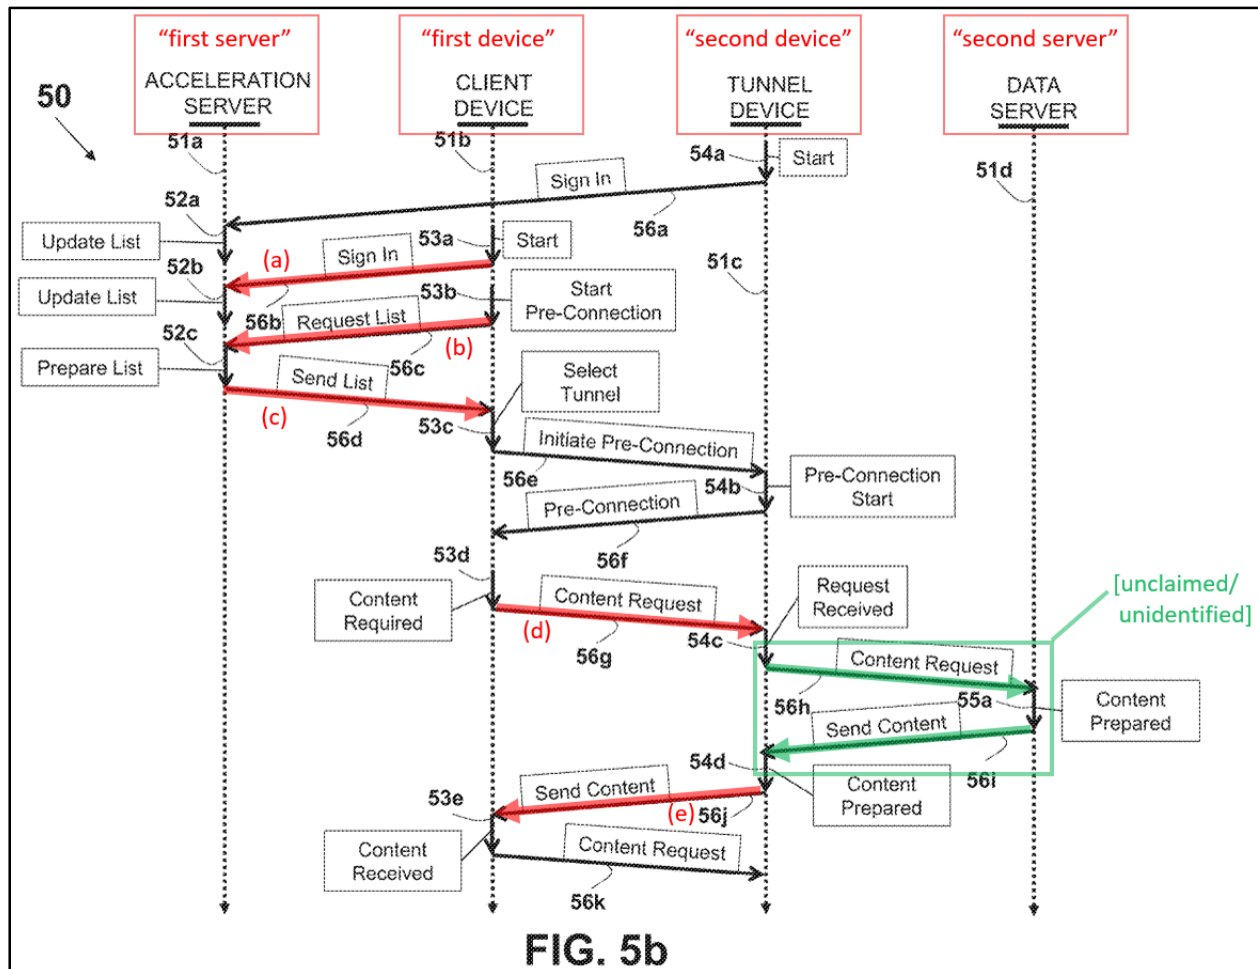 “first server”
“first device”
“second device”
“second server”
ACCELERATION
SERVER
CLIENT
DEVICE
TUNNEL
DEVICE
DATA
SERVER
50
51a
51b
54a
Start
51d
Sign In
52a
56a
Update List
53a
Start
(a)
Sign In
52b
51c
53b
Start
Pre-Connection
Update List
56b
Request List
52c
(b)
56c
Prepare List
Send List
Select
Tunnel
(c)
56d
53c
Initiate Pre-Connection
56e
54b
Pre-Connection
Start
Pre-Connection
56f
53d
Content
Required
Content Request
Request
Received
[unclaimed/
unidentified]
(d)
56g
54c
Content Request
56h
55a
Content
Prepared
Send Content
54d
56i
Content
Prepared
Send Content
53e
(e)
56j
Content
Received
Content Request
56k
FIG. 5b